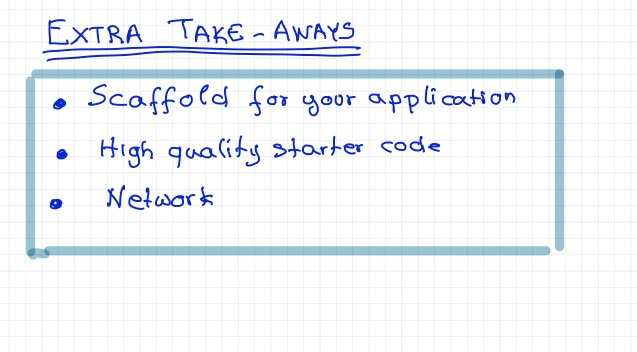 EXTRA TAKE-AWAYS
• Scaffold for your application
• High quality starter code
• Network